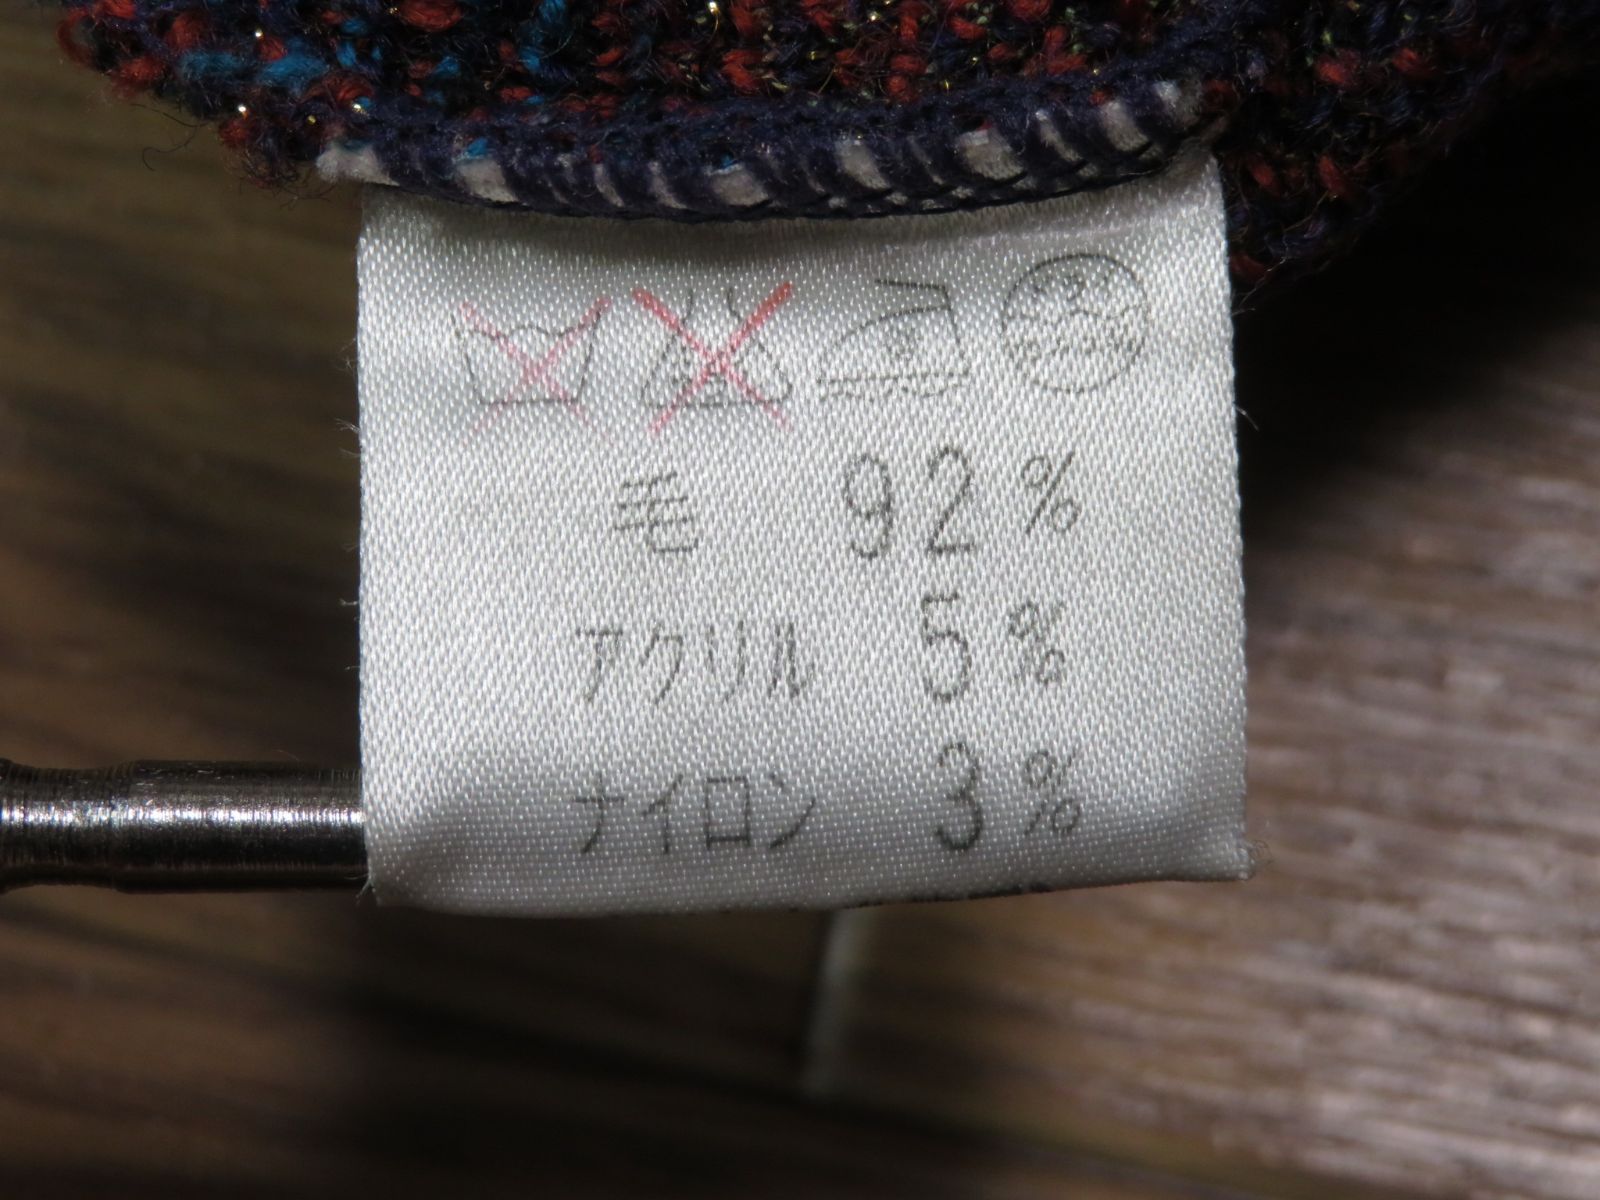 毛 92%
アクリル 5%
ナイロン 3%